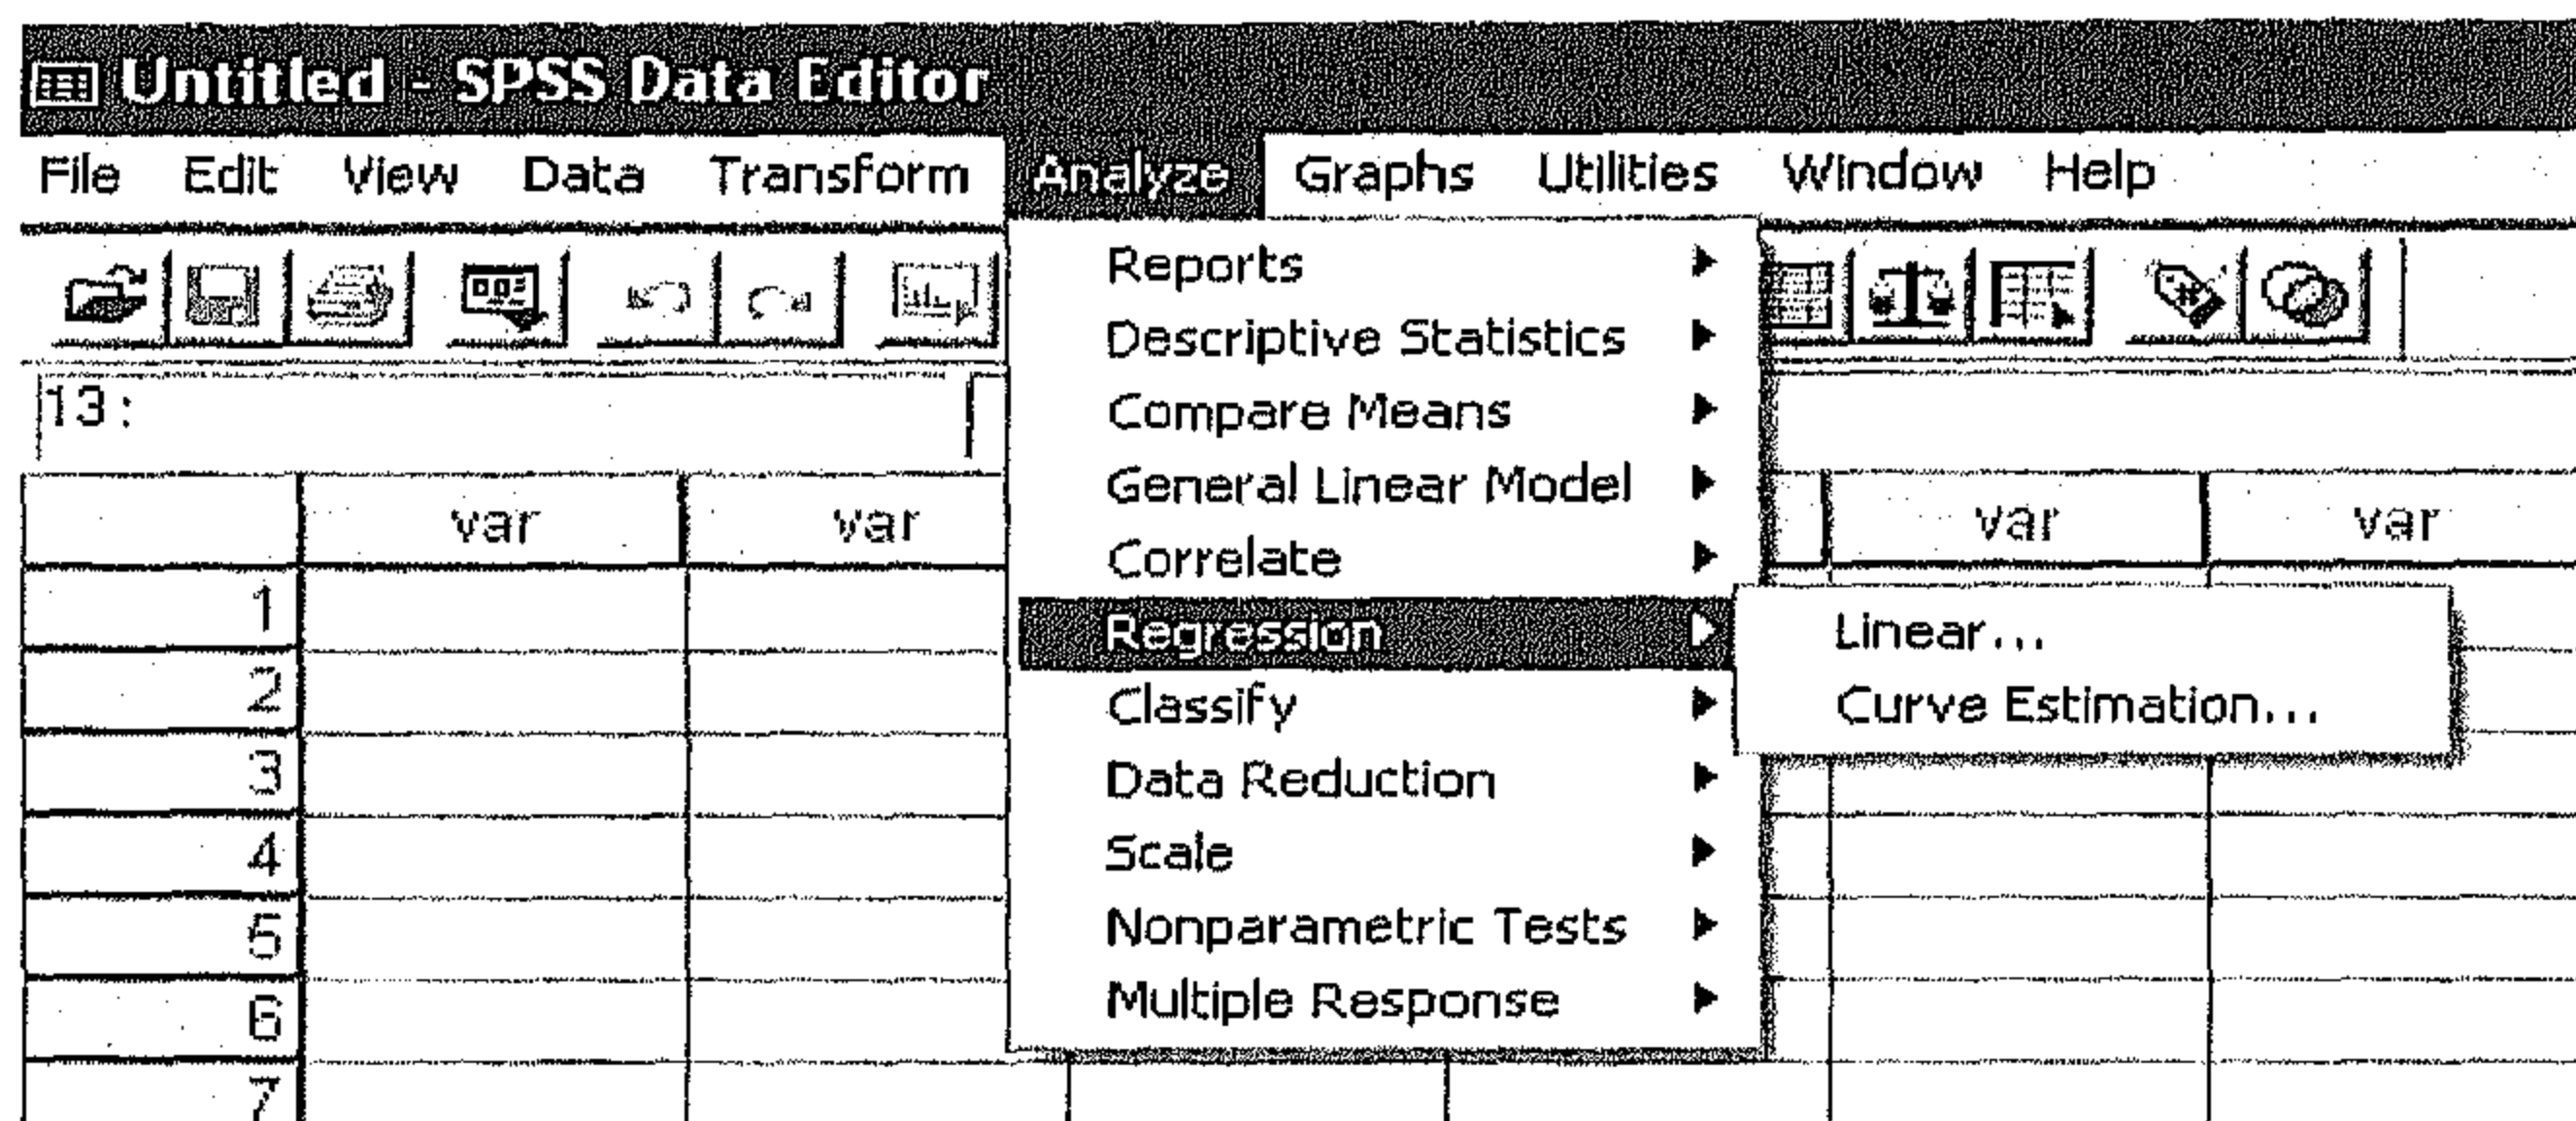 Untitled - SPSS Data Editor
File Edit View Data Transform Analyze Graphs Utilities Window Help
13:
Reports
Descriptive Statistics
Compare Means
General Linear Model
Correlate
Regression
Classify
Data Reduction
Scale
Nonparametric Tests
Multiple Response
Linear...
Curve Estimation...
var var var var
1
2
3
4
5
6
7